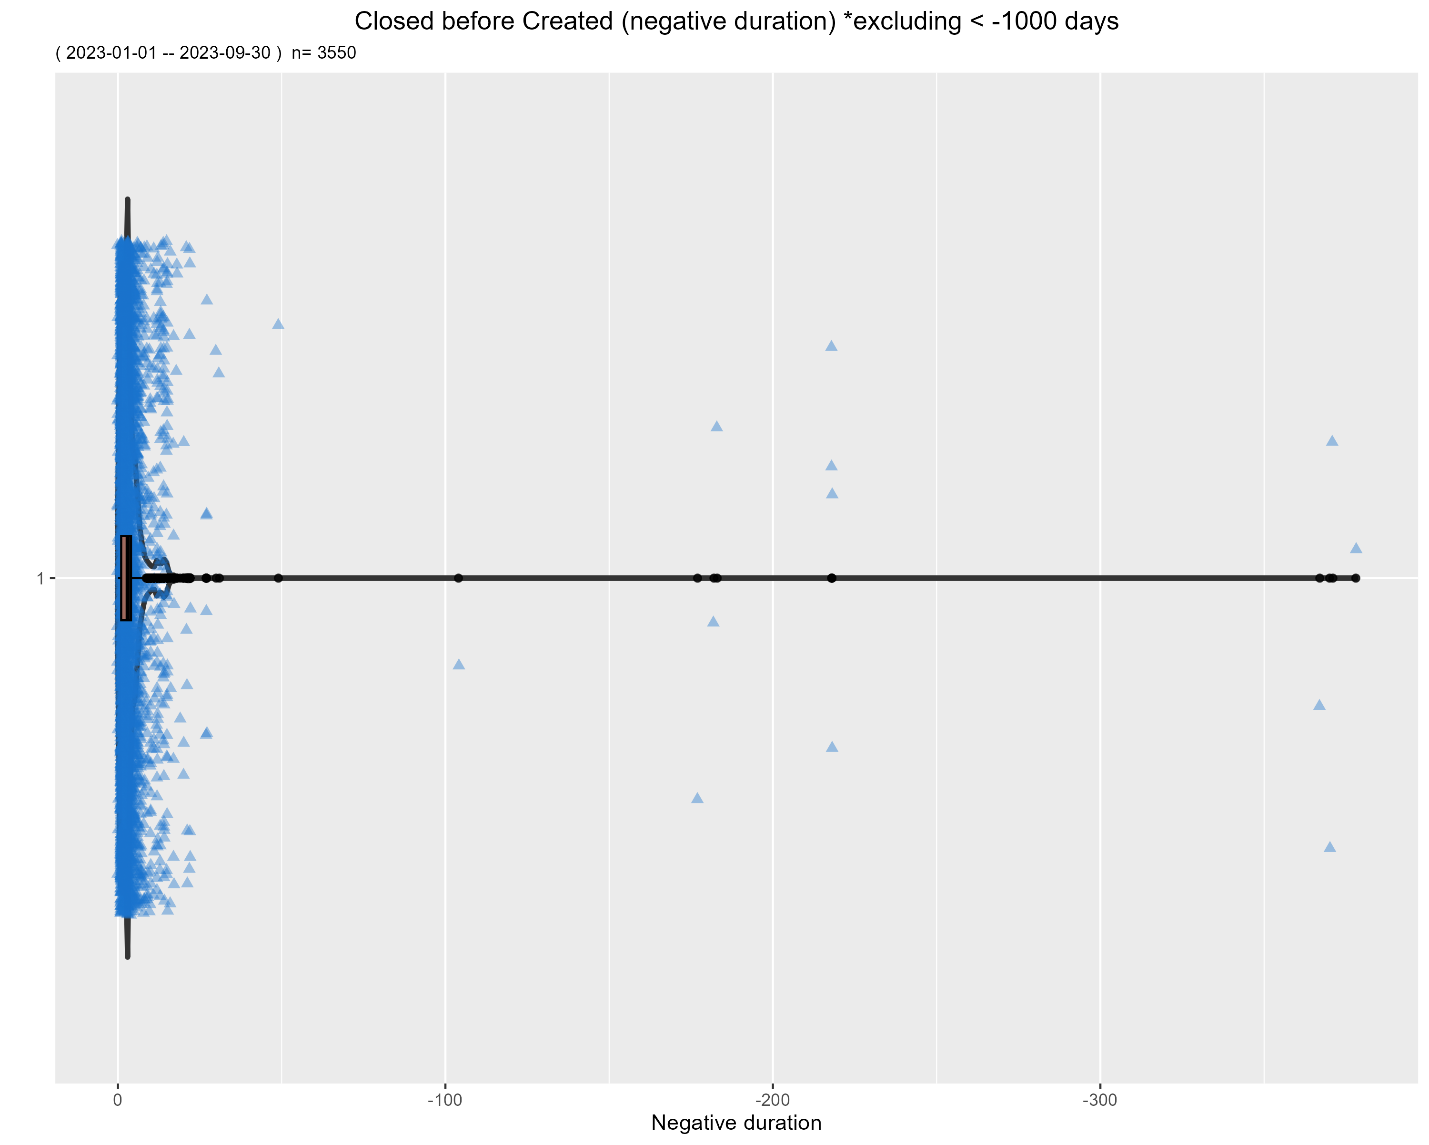 Closed before Created (negative duration) *excluding < -1000 days
( 2023-01-01 -- 2023-09-30 )  n= 3550
1
0 -100 -200 -300
Negative duration